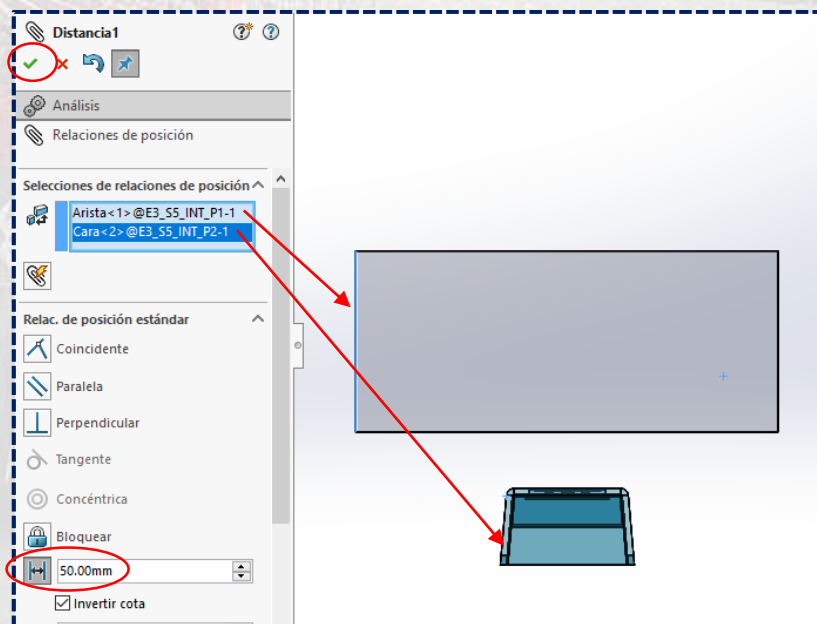 Distancia1
Análisis
Relaciones de posición
Selecciones de relaciones de posición
Arista<1>@E3_S5_INT_P1-1
Cara<2>@E3_S5_INT_P2-1
Relac. de posición estándar
Coincidente
Paralela
Perpendicular
Tangente
Concéntrica
Bloquear
50.00mm
Invertir cota